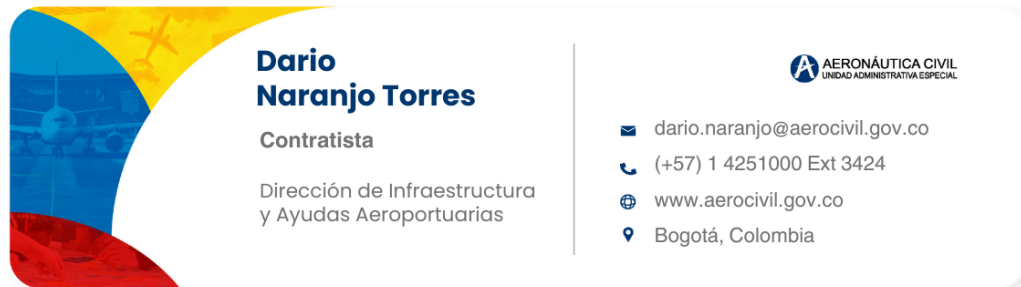 Dario
Naranjo Torres
Contratista
Dirección de Infraestructura
y Ayudas Aeroportuarias
AERONÁUTICA CIVIL
UNIDAD ADMINISTRATIVA ESPECIAL
dario.naranjo@aerocivil.gov.co
(+57) 1 4251000 Ext 3424
www.aerocivil.gov.co
Bogotá, Colombia